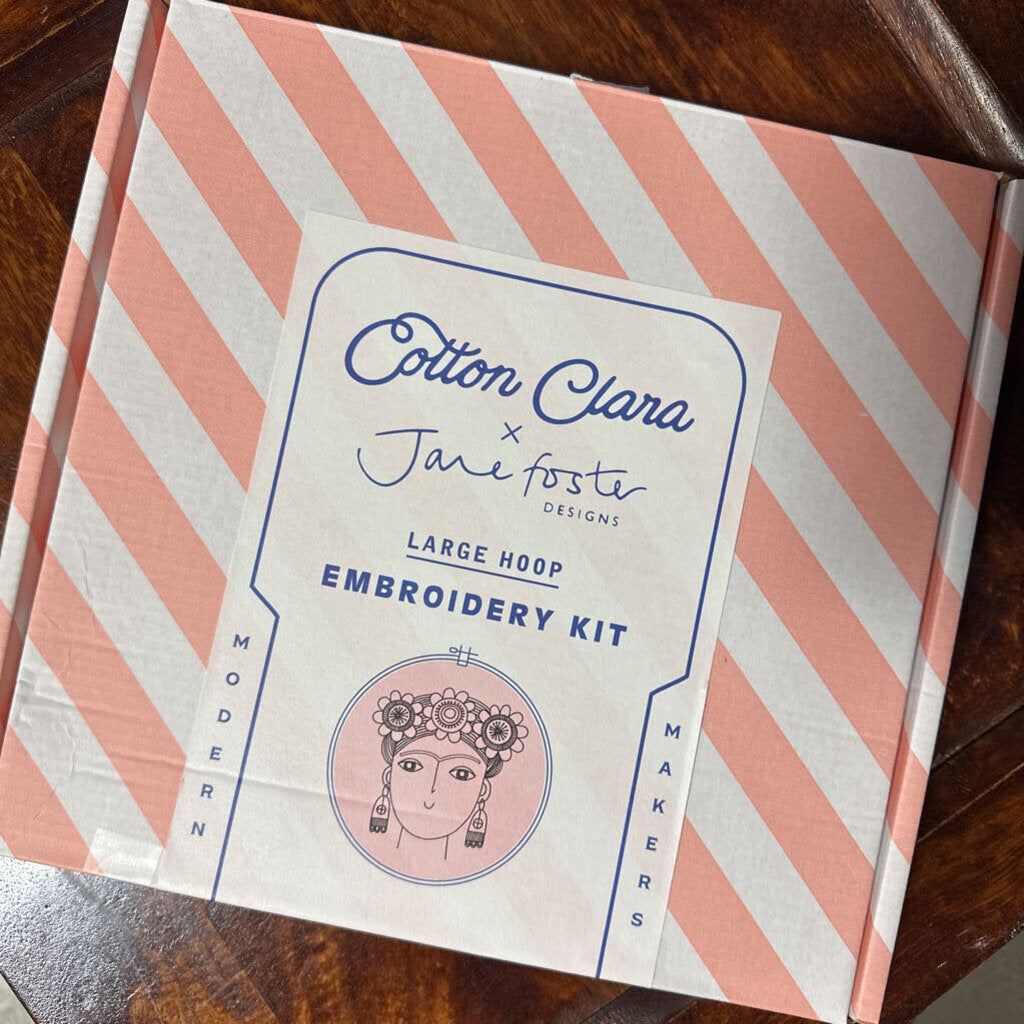 Cotton Clara
x
Jane foster
DESIGNS
LARGE HOOP
EMBROIDERY KIT
MODERN
MAKERS